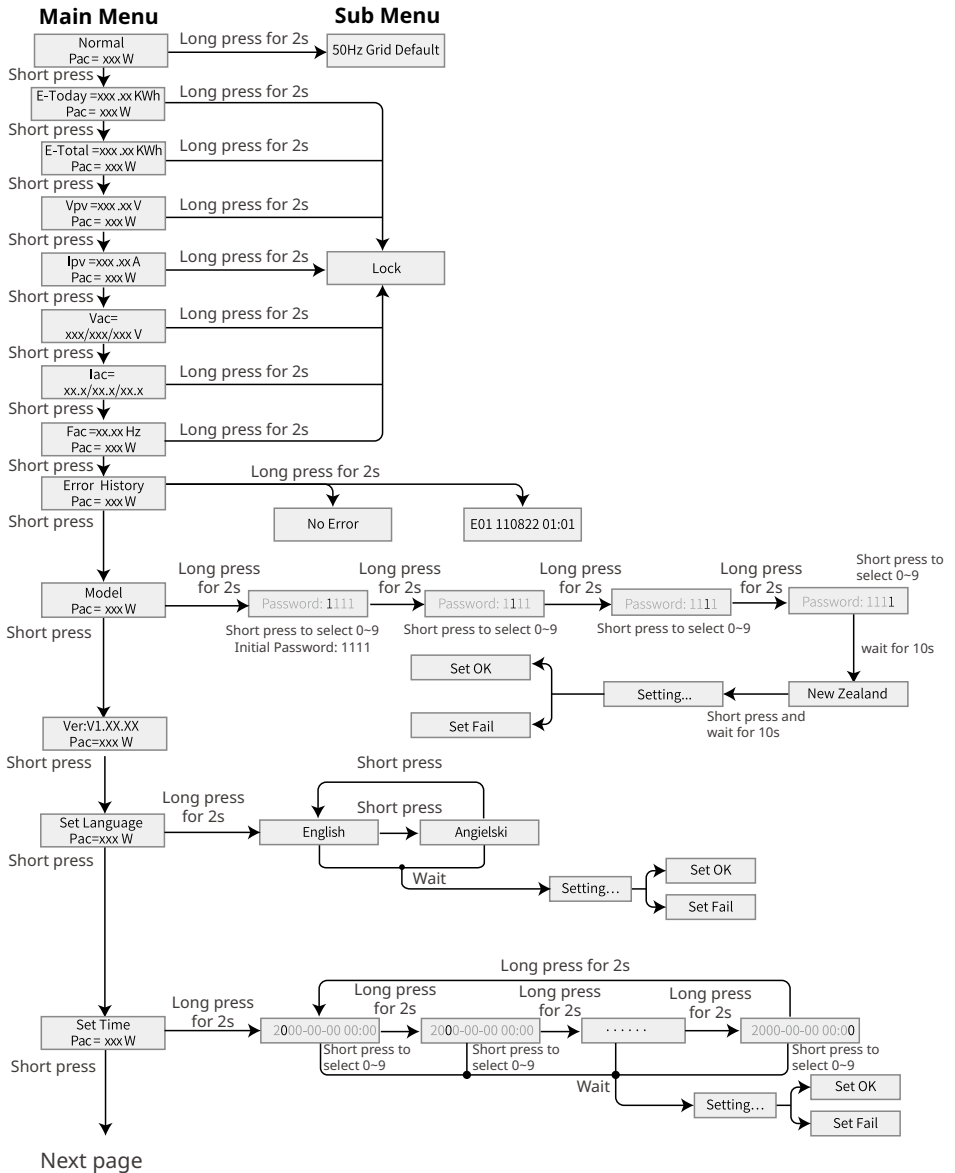 Main Menu
Sub Menu
Normal
Pac= xxx W
Long press for 2s
50Hz Grid Default
Short press
E-Today =xxx .xx KWh
Pac= xxx W
Long press for 2s
Short press
E-Total =xxx .xx KWh
Pac= xxx W
Long press for 2s
Short press
Vpv =xxx .xx V
Pac= xxx W
Long press for 2s
Short press
Ipv =xxx .xx A
Pac= xxx W
Long press for 2s
Lock
Short press
Vac=
xxx/xxx/xxx V
Long press for 2s
Short press
Iac=
xx.x/xx.x/xx.x
Long press for 2s
Short press
Fac =xx.xx Hz
Pac= xxx W
Long press for 2s
Short press
Error History
Pac= xxx W
Long press for 2s
No Error
E01 110822 01:01
Short press
Model
Pac= xxx W
Long press
for 2s
Password: 1111
Short press to select 0~9
Initial Password: 1111
Long press
for 2s
Password: 1111
Short press to select 0~9
Long press
for 2s
Password: 1111
Short press to select 0~9
Long press
for 2s
Short press to
select 0~9
Password: 1111
wait for 10s
New Zealand
Short press and
wait for 10s
Setting...
Set OK
Set Fail
Short press
Ver:V1.XX.XX
Pac=xxx W
Short press
Set Language
Pac=xxx W
Long press
for 2s
English
Short press
Angielski
Short press
Wait
Setting...
Set OK
Set Fail
Short press
Set Time
Pac= xxx W
Long press
for 2s
2000-00-00 00:00
Short press to
select 0~9
Long press
for 2s
2000-00-00 00:00
Short press to
select 0~9
Long press
for 2s
......
Long press
for 2s
2000-00-00 00:00
Short press to
select 0~9
Long press for 2s
Wait
Setting...
Set OK
Set Fail
Short press
Next page